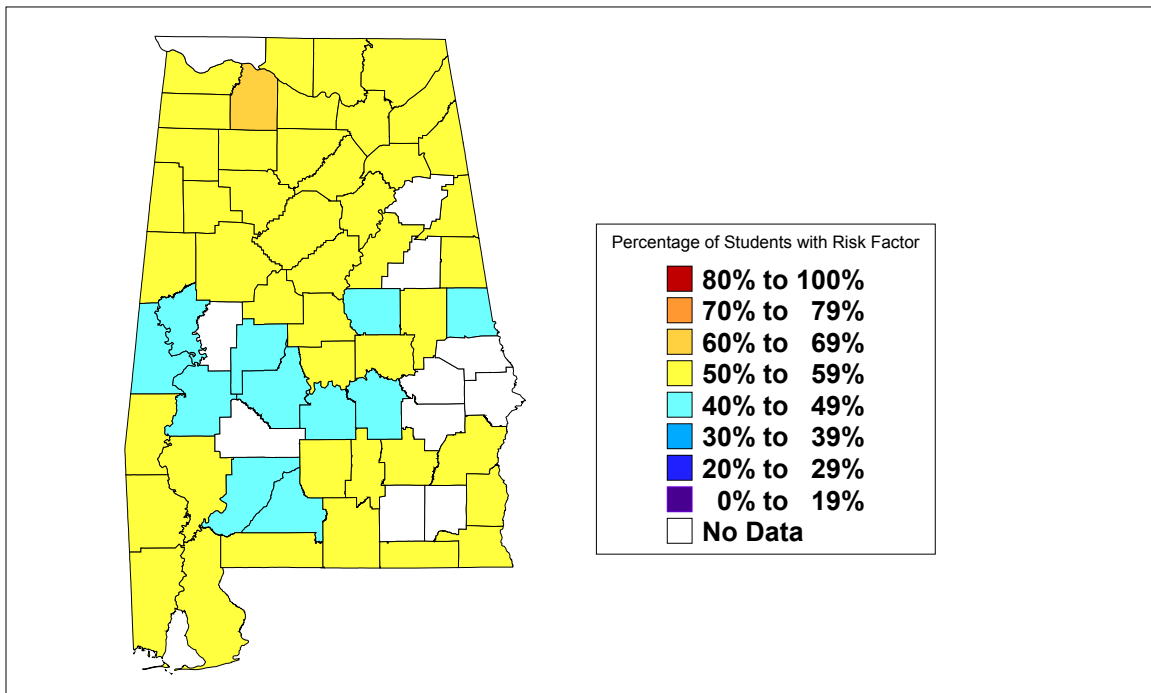 Percentage of Students with Risk Factor
80% to 100%
70% to 79%
60% to 69%
50% to 59%
40% to 49%
30% to 39%
20% to 29%
0% to 19%
No Data